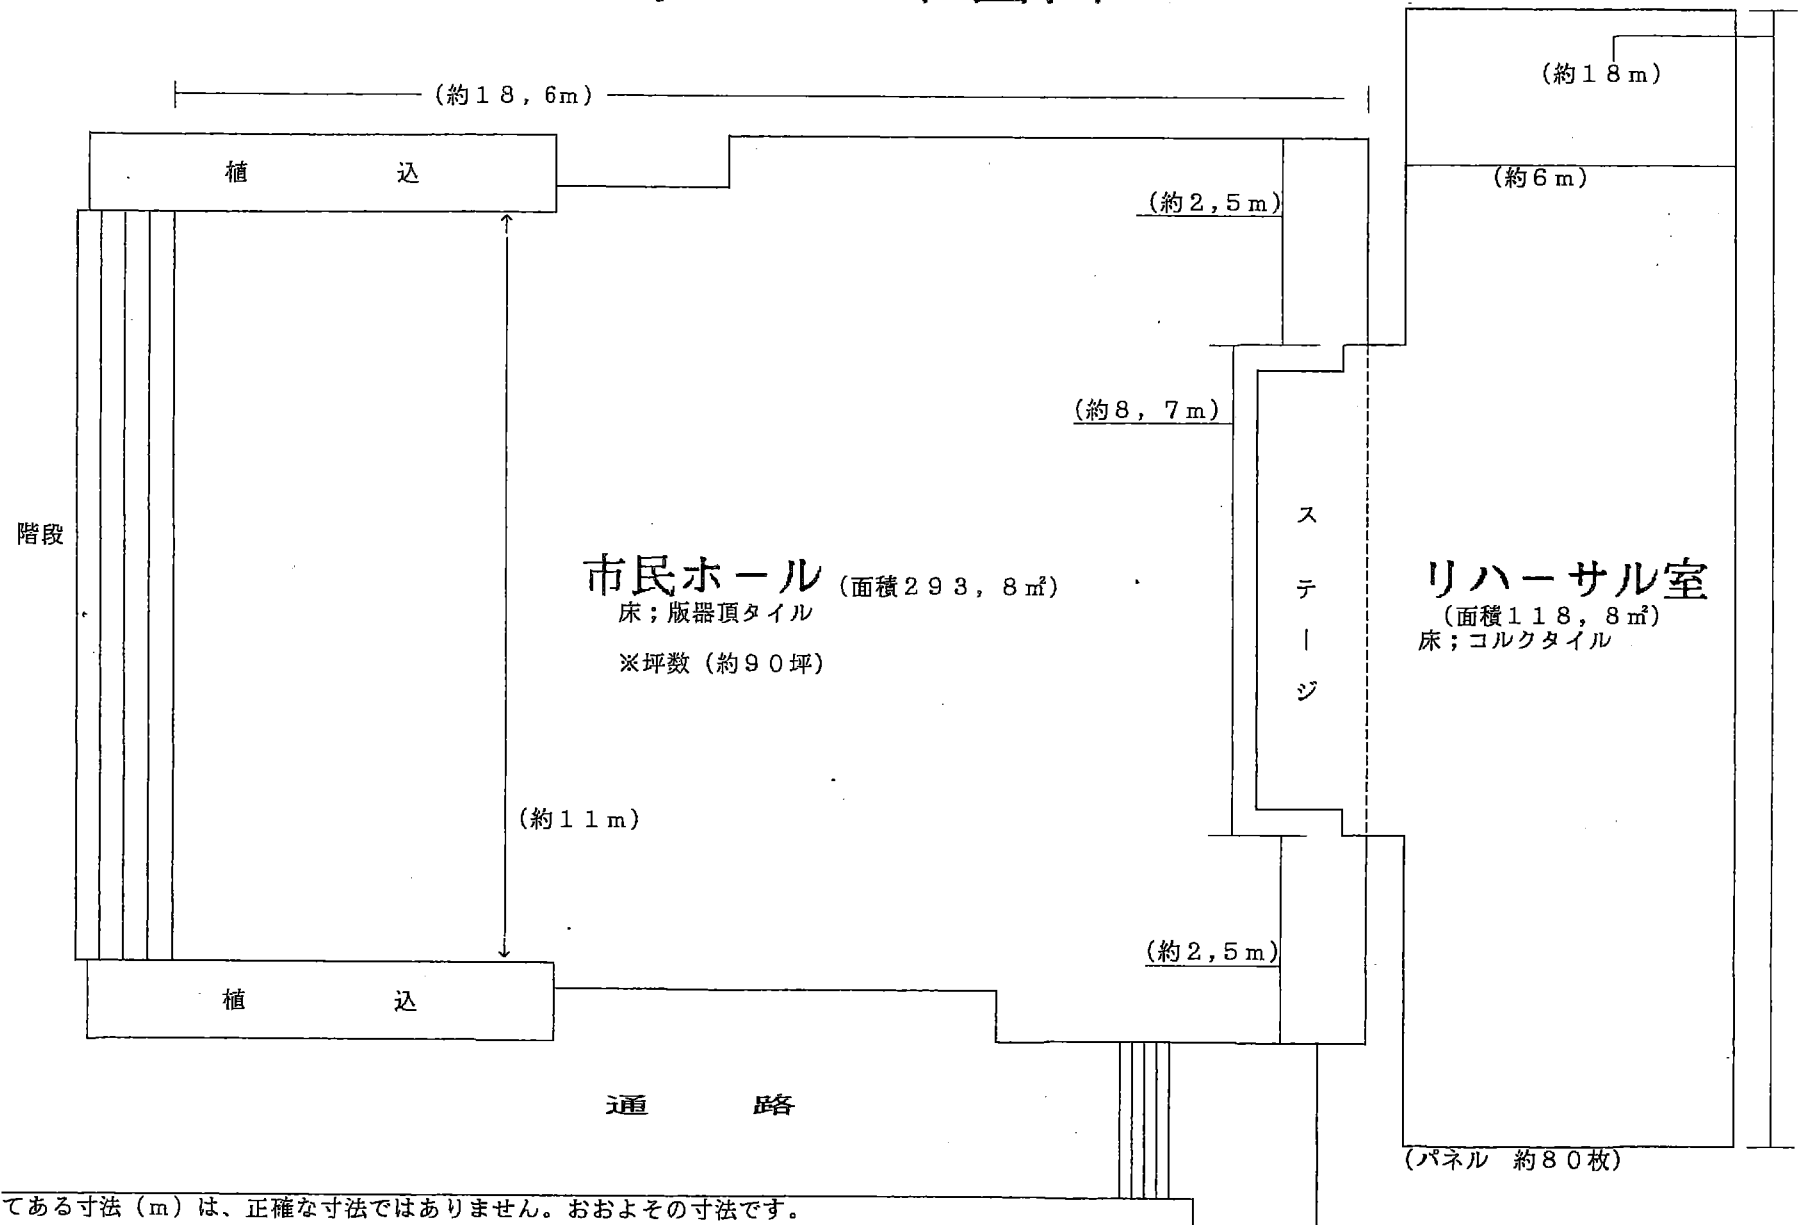 (約18,6m)
(約18m)
植 込
(約6m)
(約2,5m)
(約8,7m)
ステージ
階段
市民ホール (面積293,8㎡)
床;版器頂タイル
※坪数(約90坪)
リハーサル室
(面積118,8㎡)
床;コルクタイル
(約11m)
(約2,5m)
植 込
通 路
(パネル 約80枚)
てある寸法(m)は、正確な寸法ではありません。おおよその寸法です。